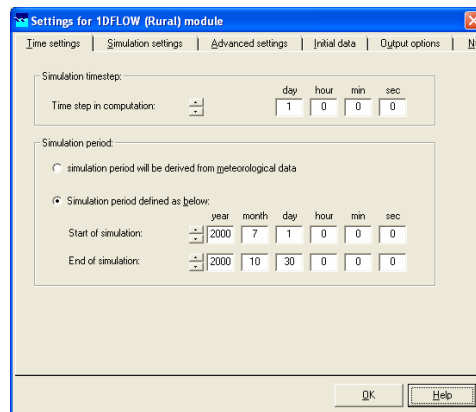 Settings for 1DFLOW (Rural) module
Time settings Simulation settings Advanced settings Initial data Output options N
Simulation timestep:
day hour min sec
Time step in computation: 1 0 0 0
Simulation period:
simulation period will be derived from meteorological data
Simulation period defined as below:
year month day hour min sec
Start of simulation: 2000 7 1 0 0 0
End of simulation: 2000 10 30 0 0 0
OK Help